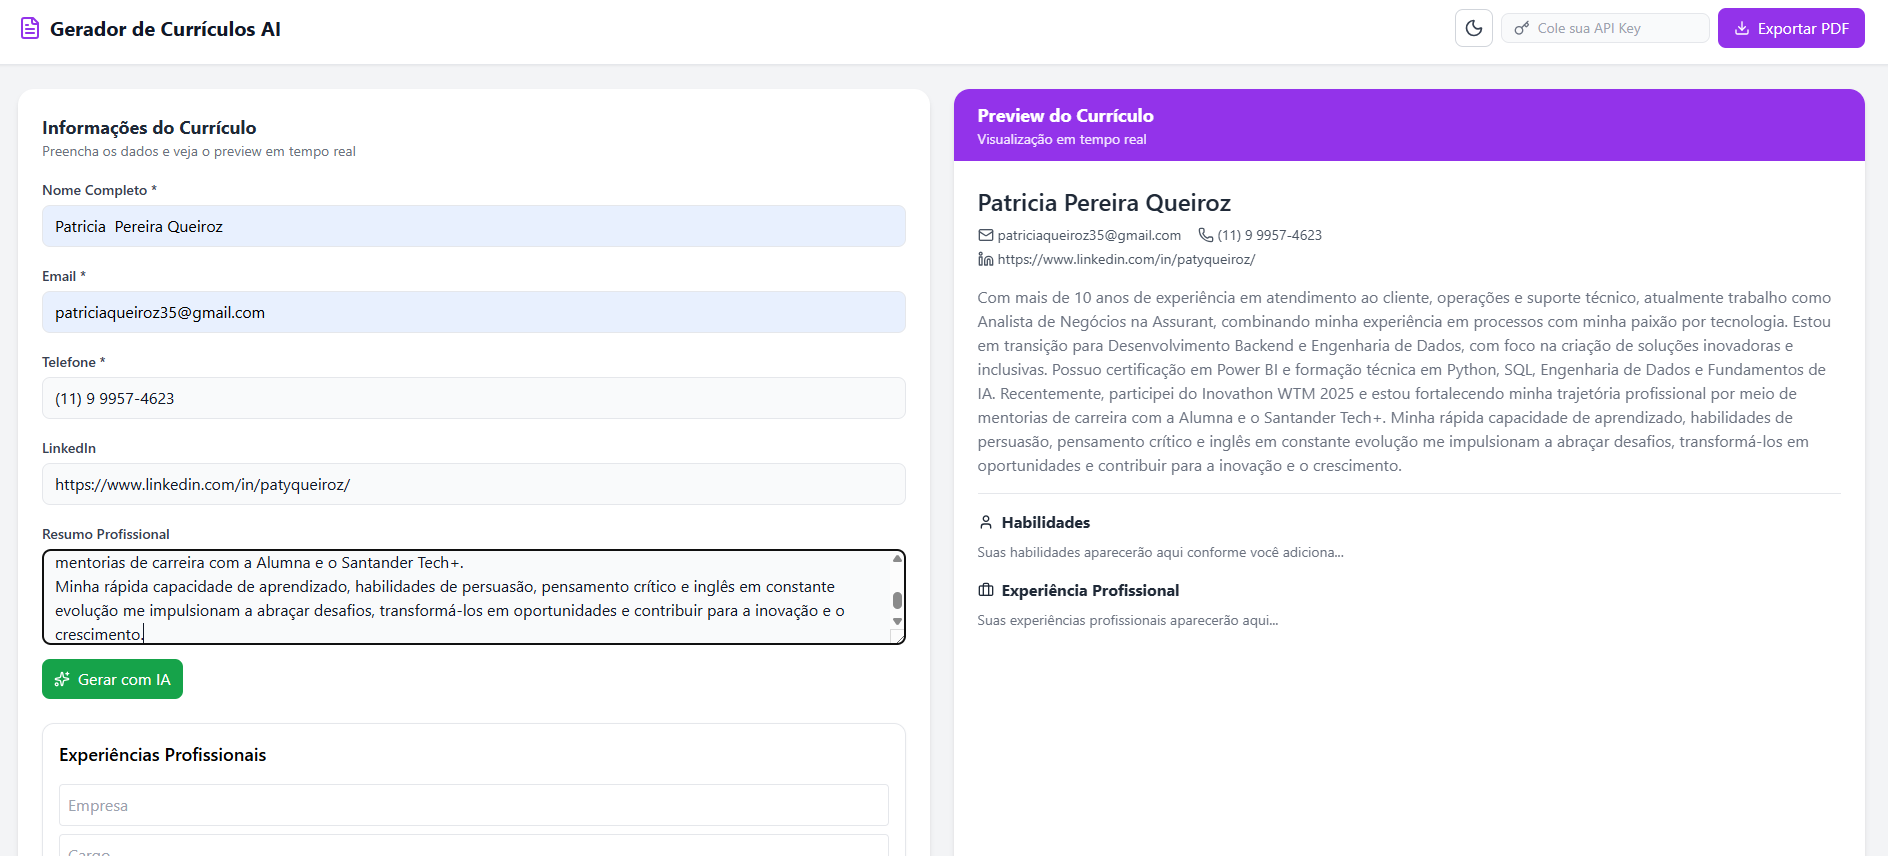 Gerador de Currículos AI
Cole sua API Key
Exportar PDF
Informações do Currículo
Preencha os dados e veja o preview em tempo real
Nome Completo *
Patricia  Pereira Queiroz
Email *
patriciaqueiroz35@gmail.com
Telefone *
(11) 9 9957-4623
LinkedIn
https://www.linkedin.com/in/patyqueiroz/
Resumo Profissional
mentorias de carreira com a Alumna e o Santander Tech+.
Minha rápida capacidade de aprendizado, habilidades de persuasão, pensamento crítico e inglês em constante
evolução me impulsionam a abraçar desafios, transformá-los em oportunidades e contribuir para a inovação e o
crescimento.
Gerar com IA
Experiências Profissionais
Empresa
Cargo
Preview do Currículo
Visualização em tempo real
Patricia Pereira Queiroz
patriciaqueiroz35@gmail.com (11) 9 9957-4623
https://www.linkedin.com/in/patyqueiroz/
Com mais de 10 anos de experiência em atendimento ao cliente, operações e suporte técnico, atualmente trabalho como
Analista de Negócios na Assurant, combinando minha experiência em processos com minha paixão por tecnologia. Estou
em transição para Desenvolvimento Backend e Engenharia de Dados, com foco na criação de soluções inovadoras e
inclusivas. Possuo certificação em Power BI e formação técnica em Python, SQL, Engenharia de Dados e Fundamentos de
IA. Recentemente, participei do Inovathon WTM 2025 e estou fortalecendo minha trajetória profissional por meio de
mentorias de carreira com a Alumna e o Santander Tech+. Minha rápida capacidade de aprendizado, habilidades de
persuasão, pensamento crítico e inglês em constante evolução me impulsionam a abraçar desafios, transformá-los em
oportunidades e contribuir para a inovação e o crescimento.
Habilidades
Suas habilidades aparecerão aqui conforme você adiciona...
Experiência Profissional
Suas experiências profissionais aparecerão aqui...